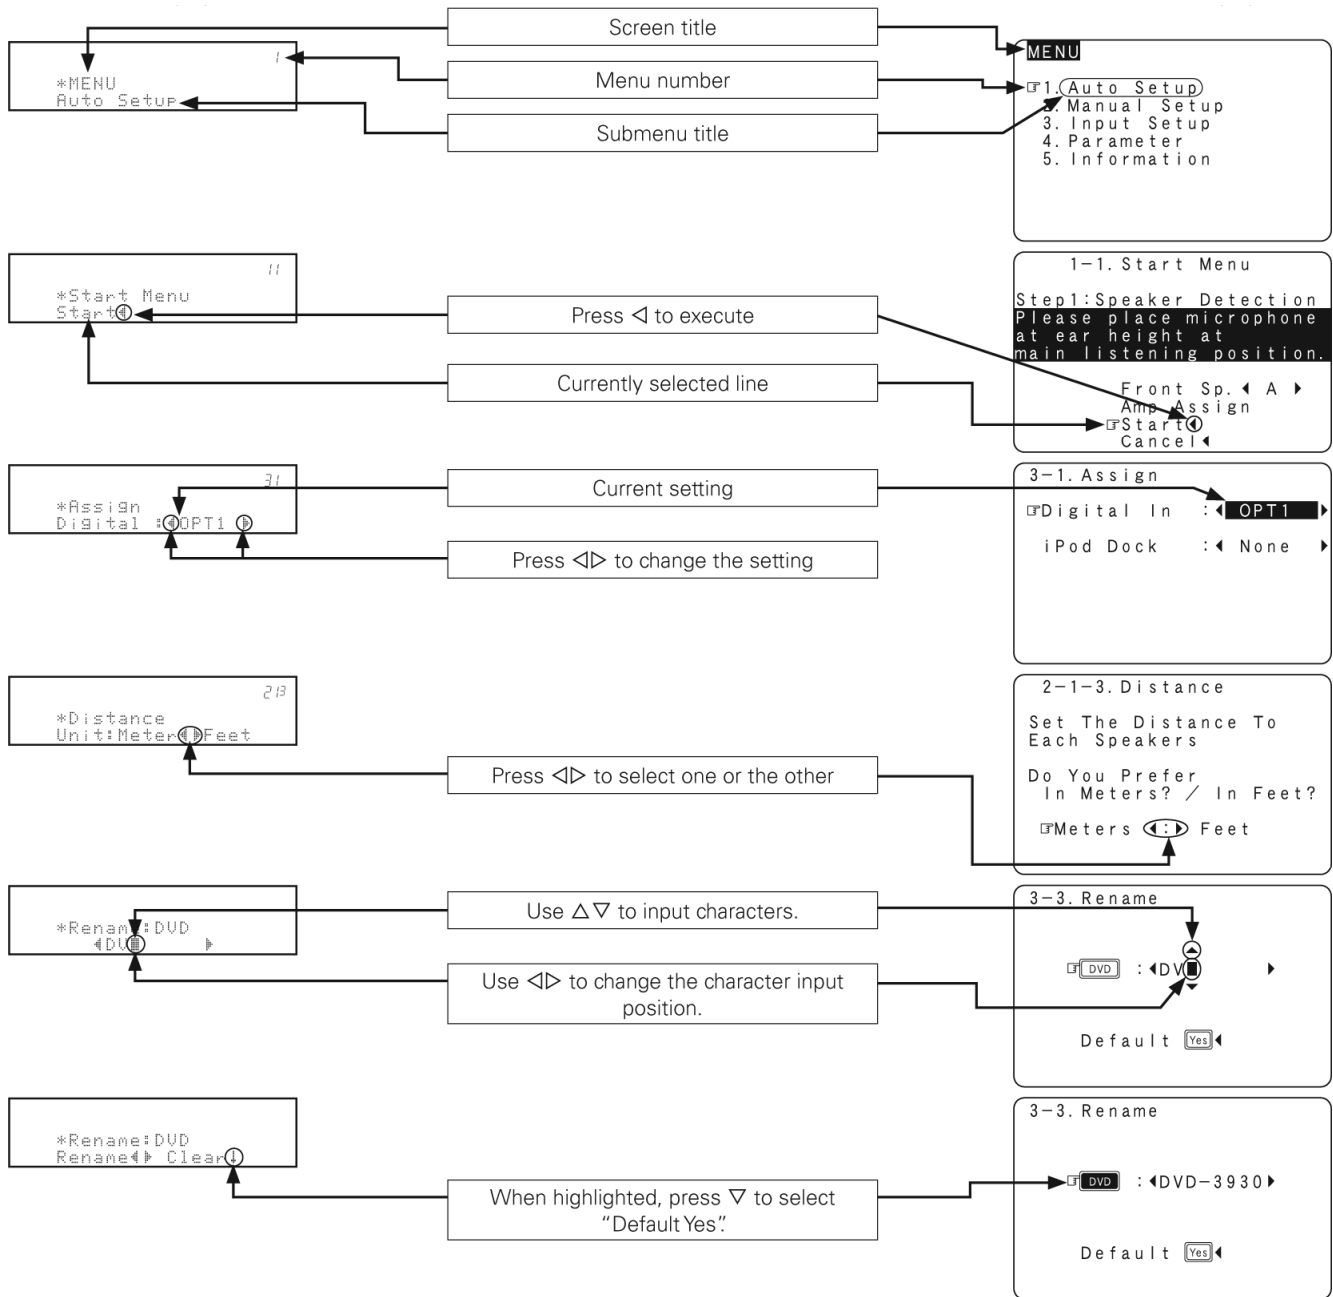 Screen title
1
*MENU
Auto Setup
Menu number
Submenu title
MENU
☞1. Auto Setup
2. Manual Setup
3. Input Setup
4. Parameter
5. Information
11
*Start Menu
Start◀
Press ◁ to execute
Currently selected line
1-1. Start Menu
Step1:Speaker Detection
Please place microphone
at ear height at
main listening position.
Front Sp.◀ A ▶
Amp Assign
☞Start◀
Cancel◀
31
*Assign
Digital :◀OPT1 ▶
Current setting
Press ◁▷ to change the setting
3-1. Assign
☞Digital In :◀ OPT1 ▶
iPod Dock :◀ None ▶
213
*Distance
Unit:Meter◀▶Feet
Press ◁▷ to select one or the other
2-1-3. Distance
Set The Distance To
Each Speakers
Do You Prefer
In Meters? / In Feet?
☞Meters ◀:▶ Feet
*Rename:DVD
◀DV▶
Use △▽ to input characters.
Use ◁▷ to change the character input
position.
3-3. Rename
☞DVD :◀DV■ ▶
Default Yes◀
*Rename:DVD
Rename◀▶ Clear↓
When highlighted, press ▽ to select
“Default Yes”.
3-3. Rename
☞DVD :◀DVD-3930▶
Default Yes◀